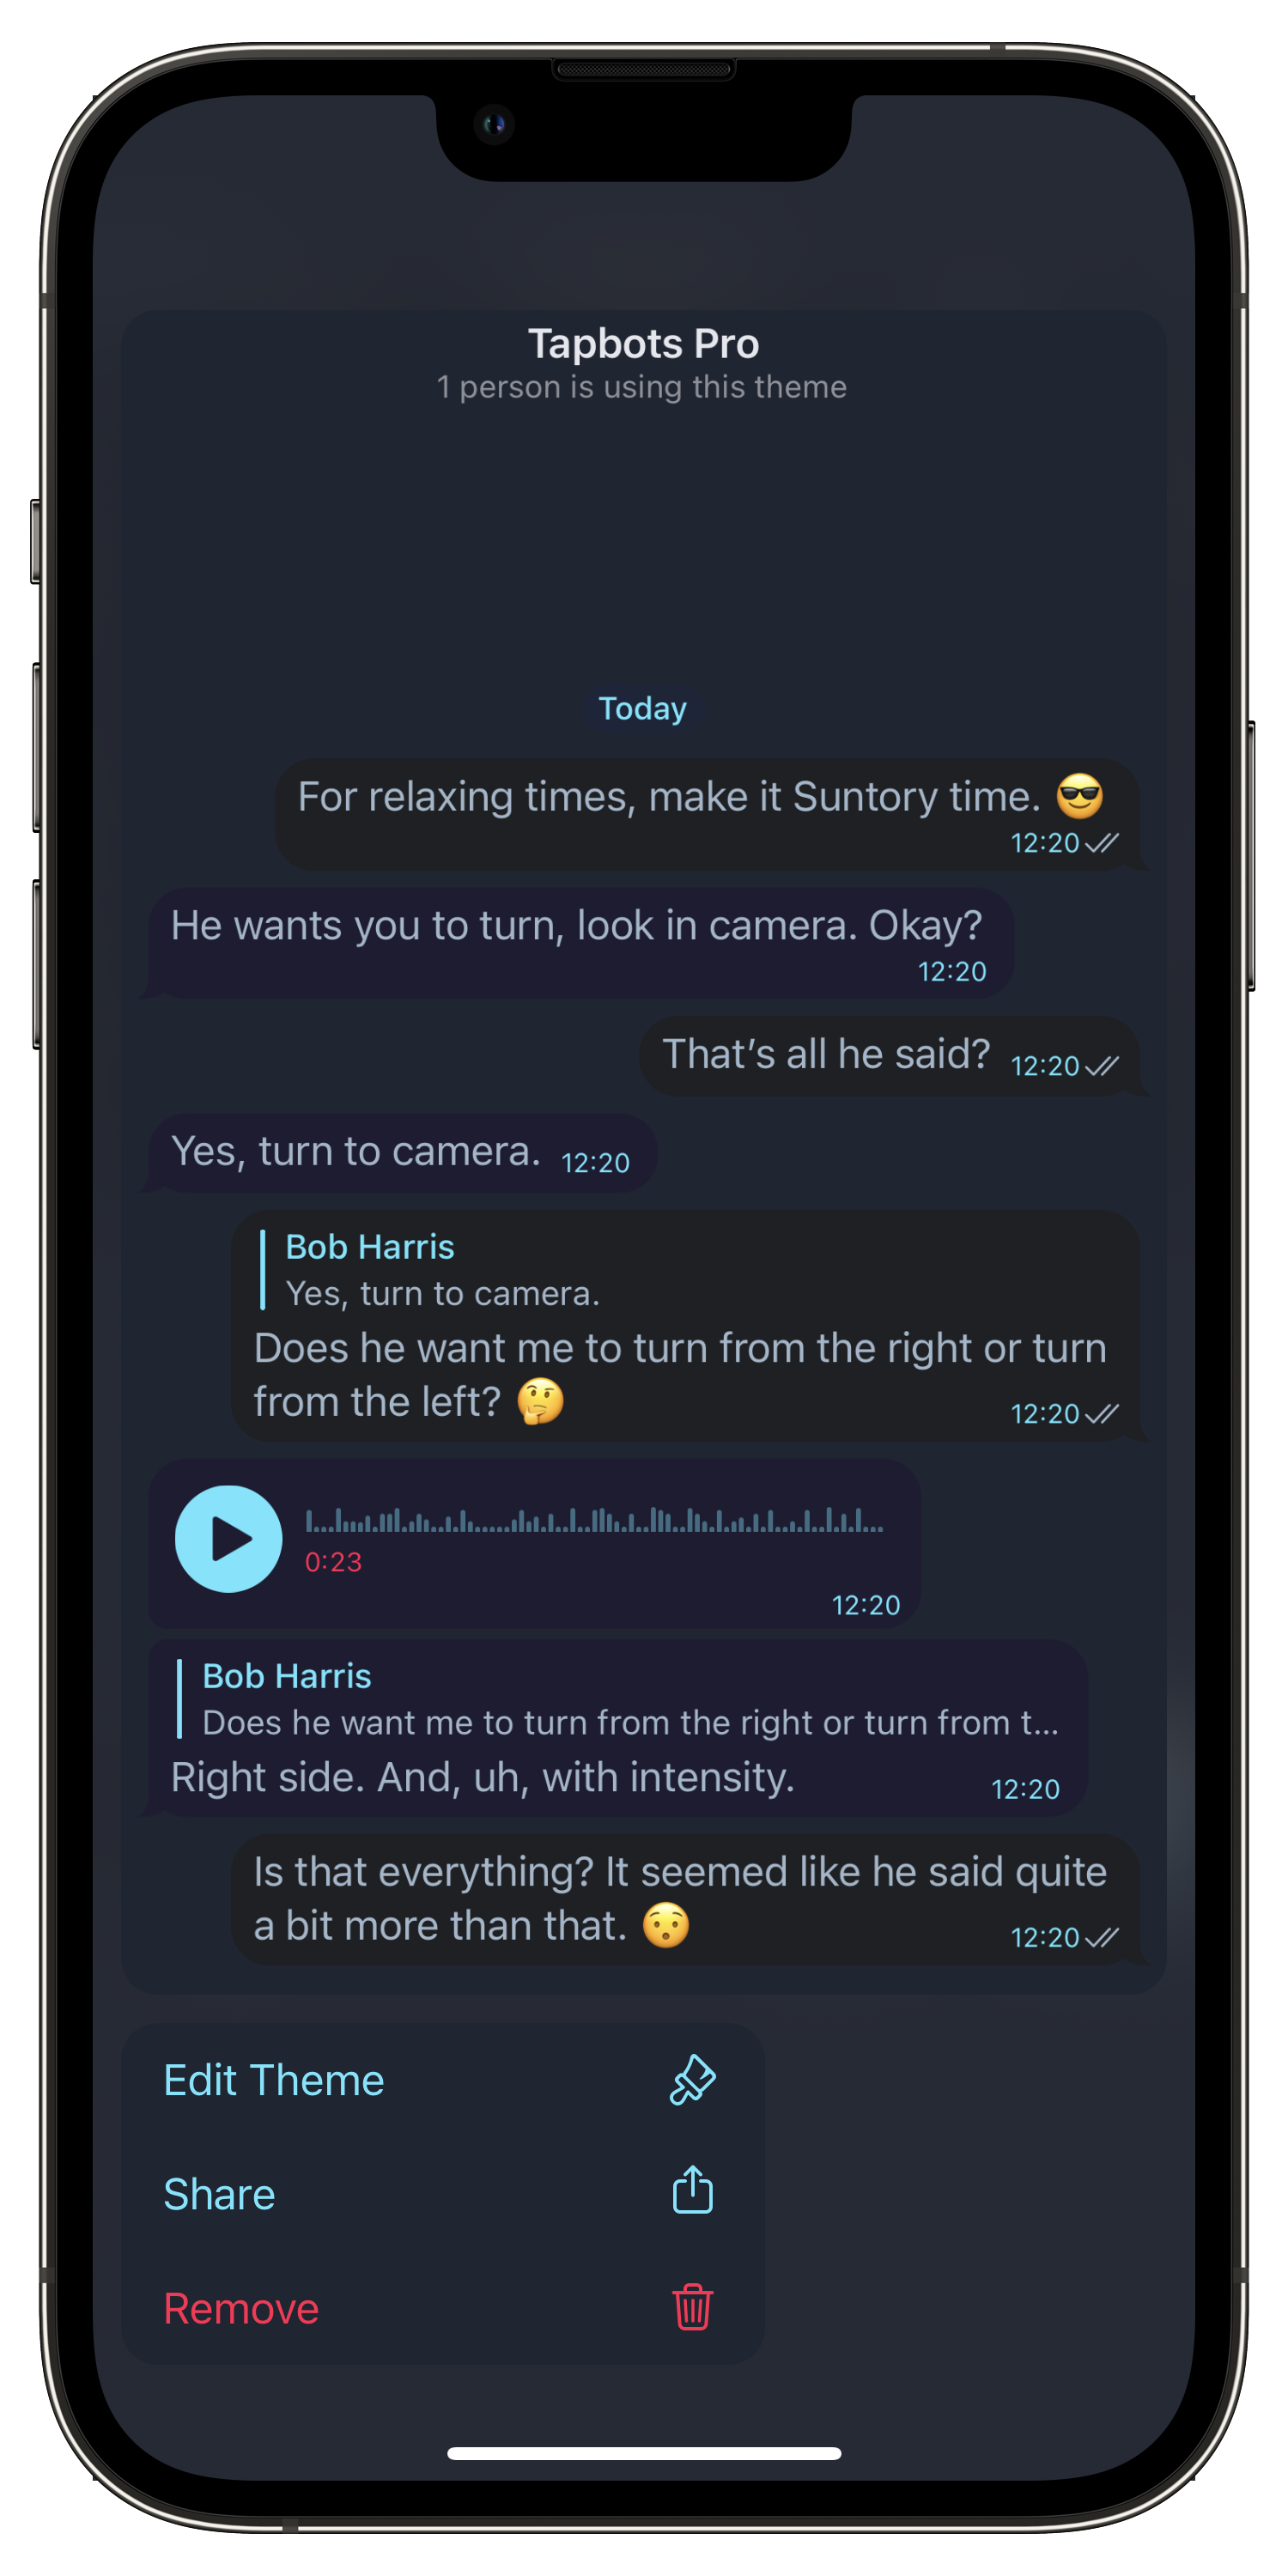 Tapbots Pro
1 person is using this theme
Today
For relaxing times, make it Suntory time. 😎
12:20
He wants you to turn, look in camera. Okay?
12:20
That’s all he said? 12:20
Yes, turn to camera. 12:20
Bob Harris
Yes, turn to camera.
Does he want me to turn from the right or turn
from the left? 🤔 12:20
0:23
12:20
Bob Harris
Does he want me to turn from the right or turn from t...
Right side. And, uh, with intensity. 12:20
Is that everything? It seemed like he said quite
a bit more than that. 😯 12:20
Edit Theme
Share
Remove